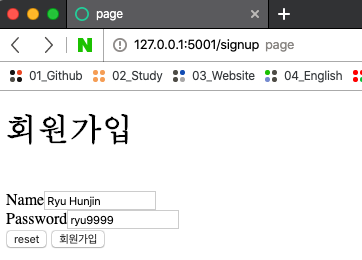 page
N 127.0.0.1:5001/signup page
01_Github 02_Study 03_Website 04_English
회원가입
Name Ryu Hunjin
Password ryu9999
reset 회원가입